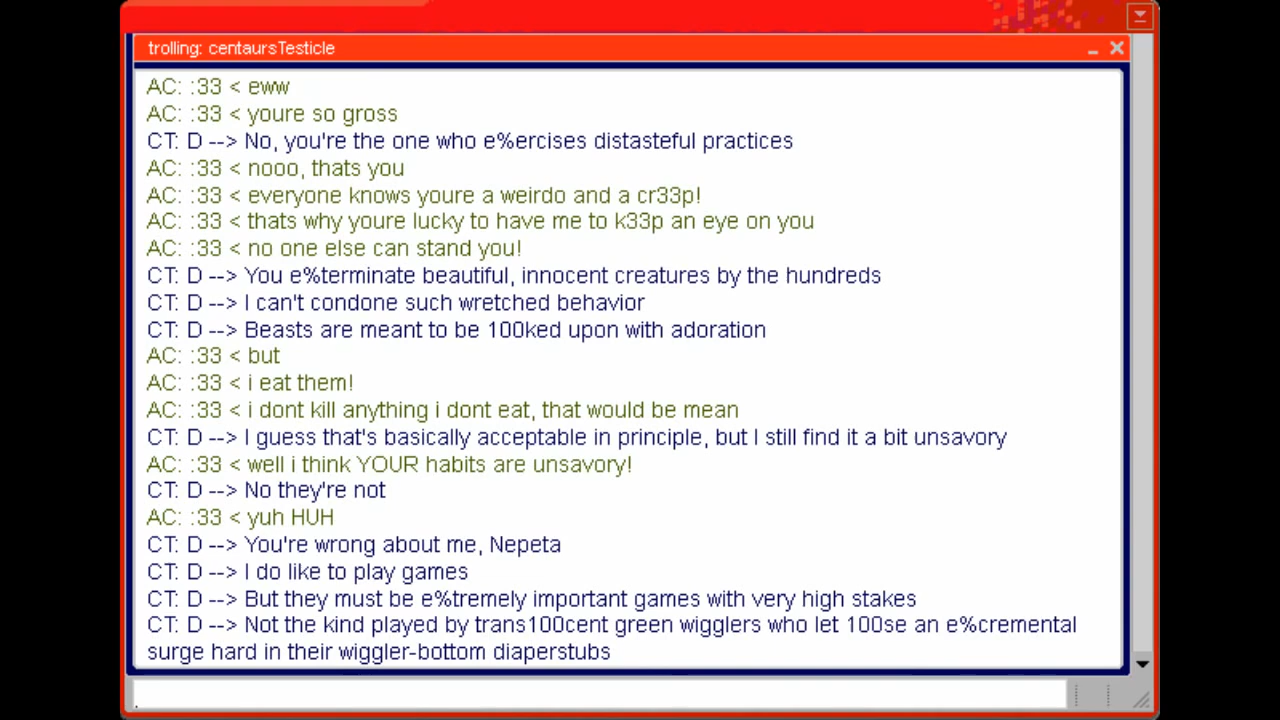 trolling: centaursTesticle
AC: :33 < eww
AC: :33 < youre so gross
CT: D --> No, you're the one who e%ercises distasteful practices
AC: :33 < nooo, thats you
AC: :33 < everyone knows youre a weirdo and a cr33p!
AC: :33 < thats why youre lucky to have me to k33p an eye on you
AC: :33 < no one else can stand you!
CT: D --> You e%terminate beautiful, innocent creatures by the hundreds
CT: D --> I can't condone such wretched behavior
CT: D --> Beasts are meant to be 100ked upon with adoration
AC: :33 < but
AC: :33 < i eat them!
AC: :33 < i dont kill anything i dont eat, that would be mean
CT: D --> I guess that's basically acceptable in principle, but I still find it a bit unsavory
AC: :33 < well i think YOUR habits are unsavory!
CT: D --> No they're not
AC: :33 < yuh HUH
CT: D --> You're wrong about me, Nepeta
CT: D --> I do like to play games
CT: D --> But they must be e%tremely important games with very high stakes
CT: D --> Not the kind played by trans100cent green wigglers who let 100se an e%cremental
surge hard in their wiggler-bottom diaperstubs